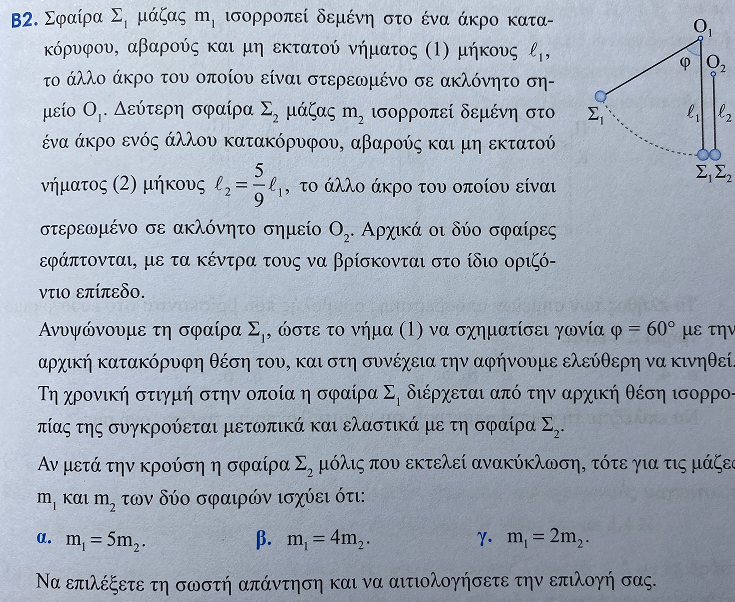 B2. Σφαίρα Σ₁ μάζας m₁ ισορροπεί δεμένη στο ένα άκρο κατα-
κόρυφου, αβαρούς και μη εκτατού νήματος (1) μήκους ℓ₁,
το άλλο άκρο του οποίου είναι στερεωμένο σε ακλόνητο ση-
μείο O₁. Δεύτερη σφαίρα Σ₂ μάζας m₂ ισορροπεί δεμένη στο
ένα άκρο ενός άλλου κατακόρυφου, αβαρούς και μη εκτατού
νήματος (2) μήκους ℓ₂ = 5/9 ℓ₁, το άλλο άκρο του οποίου είναι
στερεωμένο σε ακλόνητο σημείο O₂. Αρχικά οι δύο σφαίρες
εφάπτονται, με τα κέντρα τους να βρίσκονται στο ίδιο οριζό-
ντιο επίπεδο.
O₁
φ
O₂
Σ₁
ℓ₁
ℓ₂
Σ₁ Σ₂
Ανυψώνουμε τη σφαίρα Σ₁, ώστε το νήμα (1) να σχηματίσει γωνία φ = 60° με την
αρχική κατακόρυφη θέση του, και στη συνέχεια την αφήνουμε ελεύθερη να κινηθεί.
Τη χρονική στιγμή στην οποία η σφαίρα Σ₁ διέρχεται από την αρχική θέση ισορρο-
πίας της συγκρούεται μετωπικά και ελαστικά με τη σφαίρα Σ₂.
Αν μετά την κρούση η σφαίρα Σ₂ μόλις που εκτελεί ανακύκλωση, τότε για τις μάζες
m₁ και m₂ των δύο σφαιρών ισχύει ότι:
α. m₁ = 5m₂. β. m₁ = 4m₂. γ. m₁ = 2m₂.
Να επιλέξετε τη σωστή απάντηση και να αιτιολογήσετε την επιλογή σας.